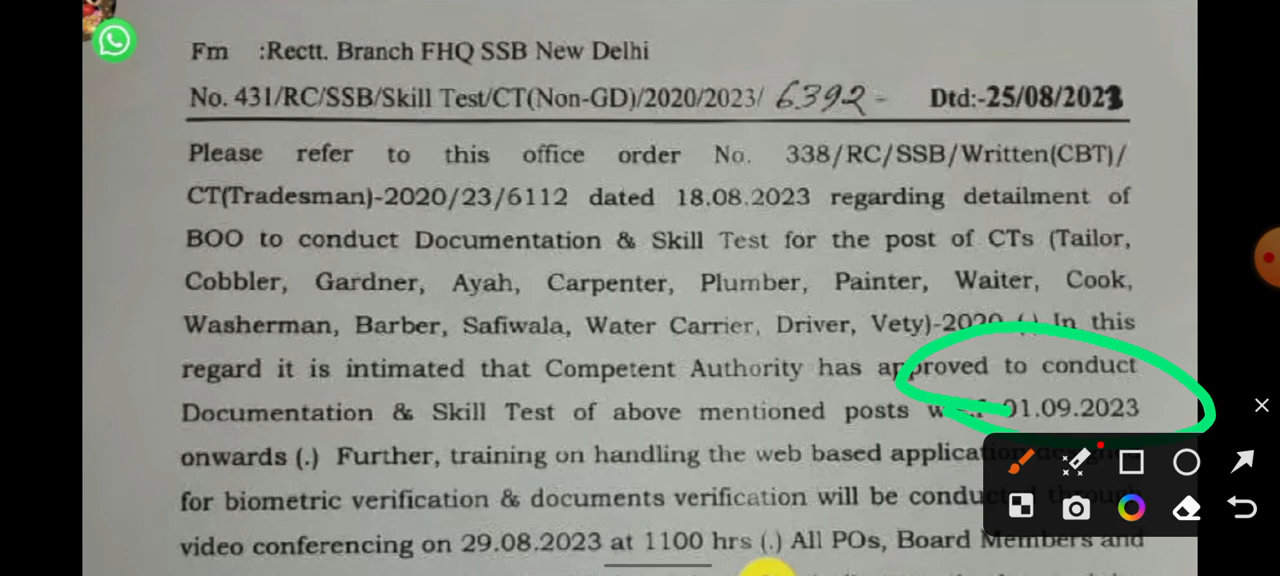 Fm :Rectt. Branch FHQ SSB New Delhi
No. 431/RC/SSB/Skill Test/CT(Non-GD)/2020/2023/ 6392- Dtd:-25/08/2023
Please refer to this office order No. 338/RC/SSB/Written(CBT)/
CT(Tradesman)-2020/23/6112 dated 18.08.2023 regarding detailment of
BOO to conduct Documentation & Skill Test for the post of CTs (Tailor,
Cobbler, Gardner, Ayah, Carpenter, Plumber, Painter, Waiter, Cook,
Washerman, Barber, Safiwala, Water Carrier, Driver, Vety)-2020 (.) In this
regard it is intimated that Competent Authority has approved to conduct
Documentation & Skill Test of above mentioned posts 01.09.2023
onwards (.) Further, training on handling the web based
for biometric verification & documents verification will be
video conferencing on 29.08.2023 at 1100 hrs (.) All POs, Board Members and